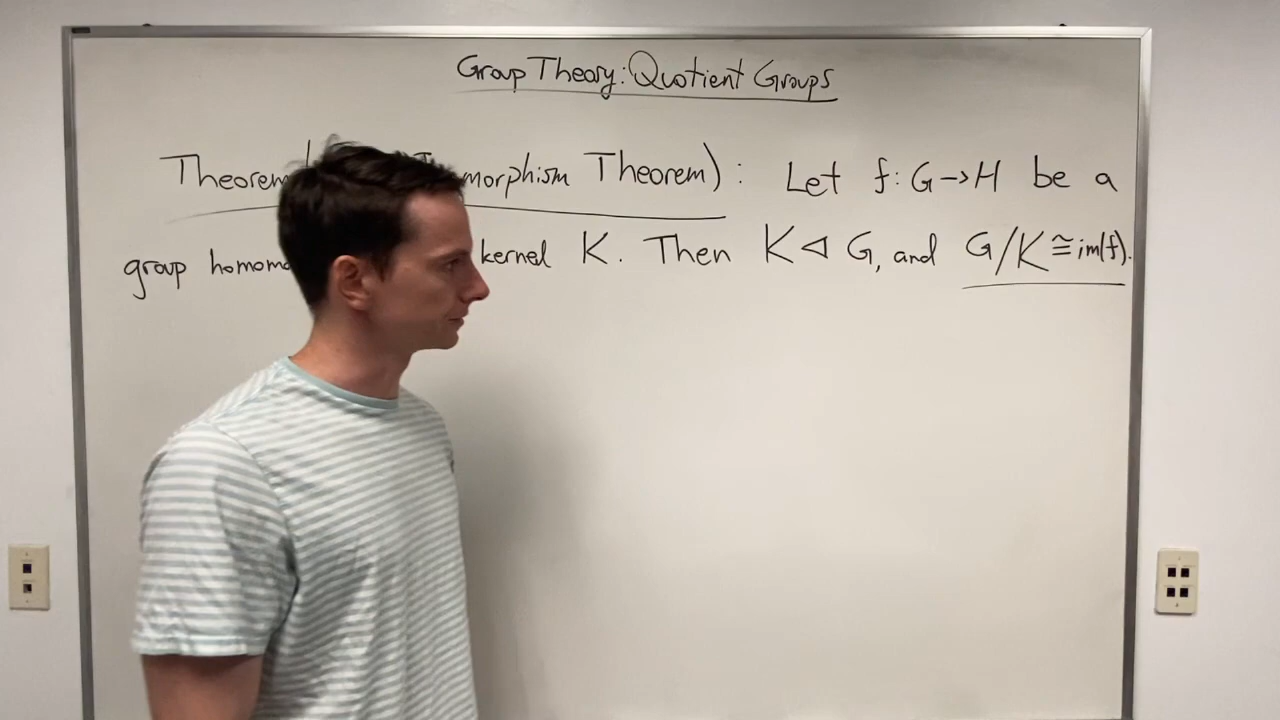 Group Theory: Quotient Groups
Theorem morphism Theorem): Let f: G→H be a
group homomo kernel K. Then K ⊲ G, and G/K ≅ im(f).